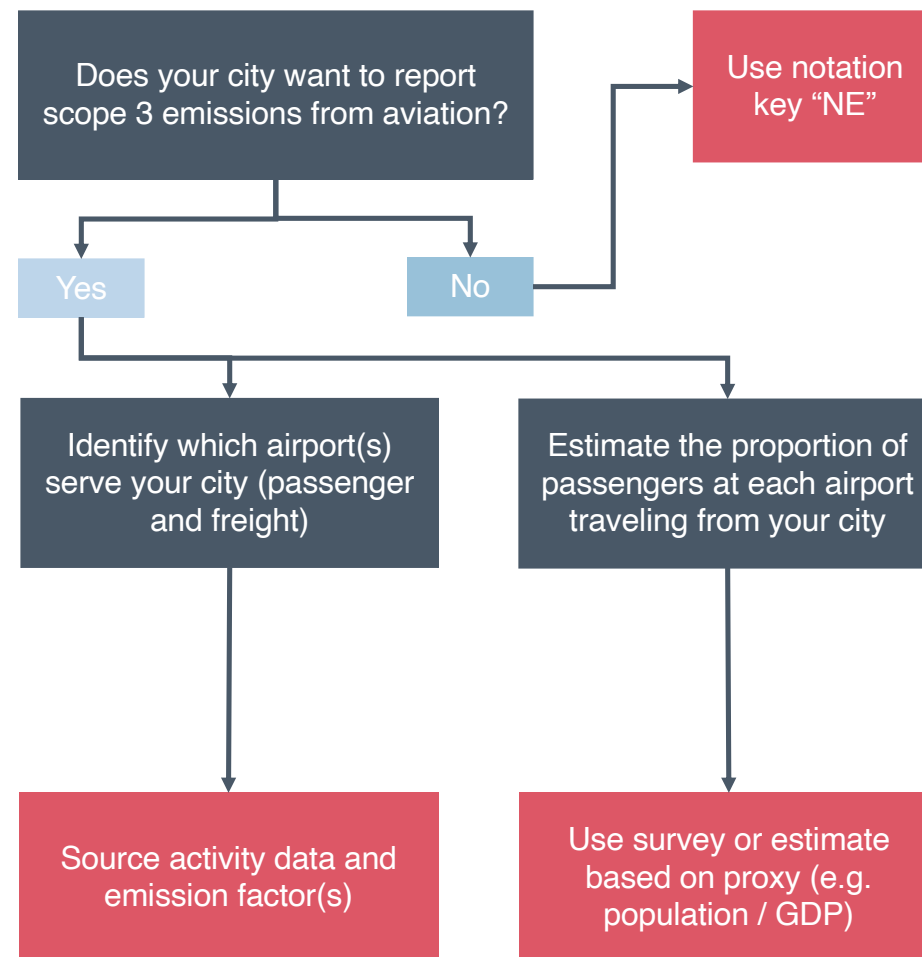 Does your city want to report
scope 3 emissions from aviation?
Use notation
key “NE”
Yes
No
Identify which airport(s)
serve your city (passenger
and freight)
Estimate the proportion of
passengers at each airport
traveling from your city
Source activity data and
emission factor(s)
Use survey or estimate
based on proxy (e.g.
population / GDP)